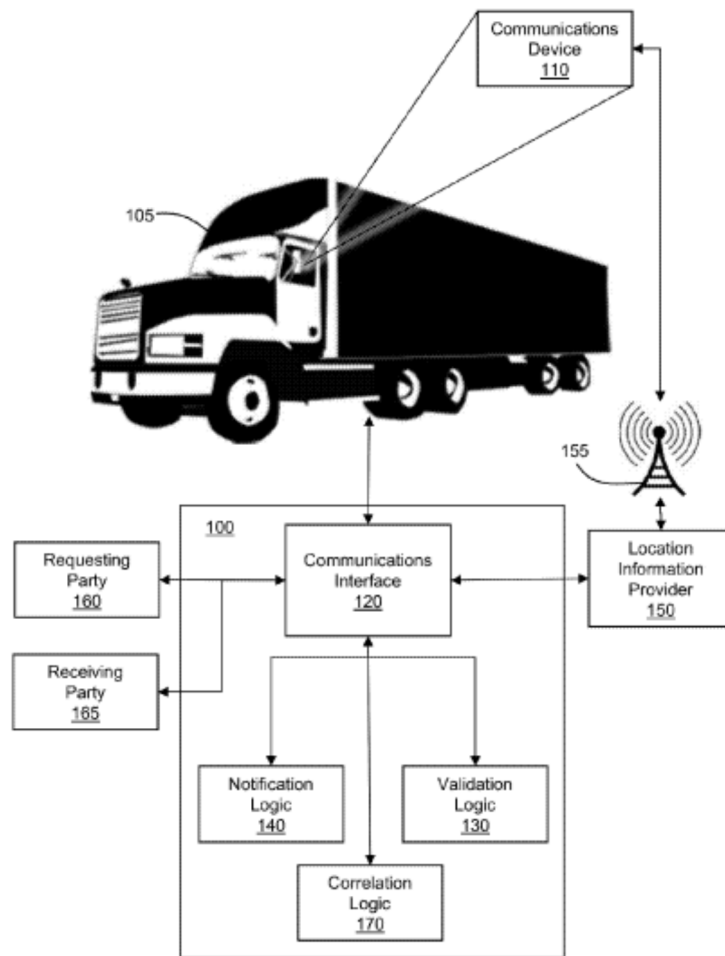 Communications
Device
110
105
155
100
Communications
Interface
120
Requesting
Party
160
Location
Information
Provider
150
Receiving
Party
165
Notification
Logic
140
Validation
Logic
130
Correlation
Logic
170